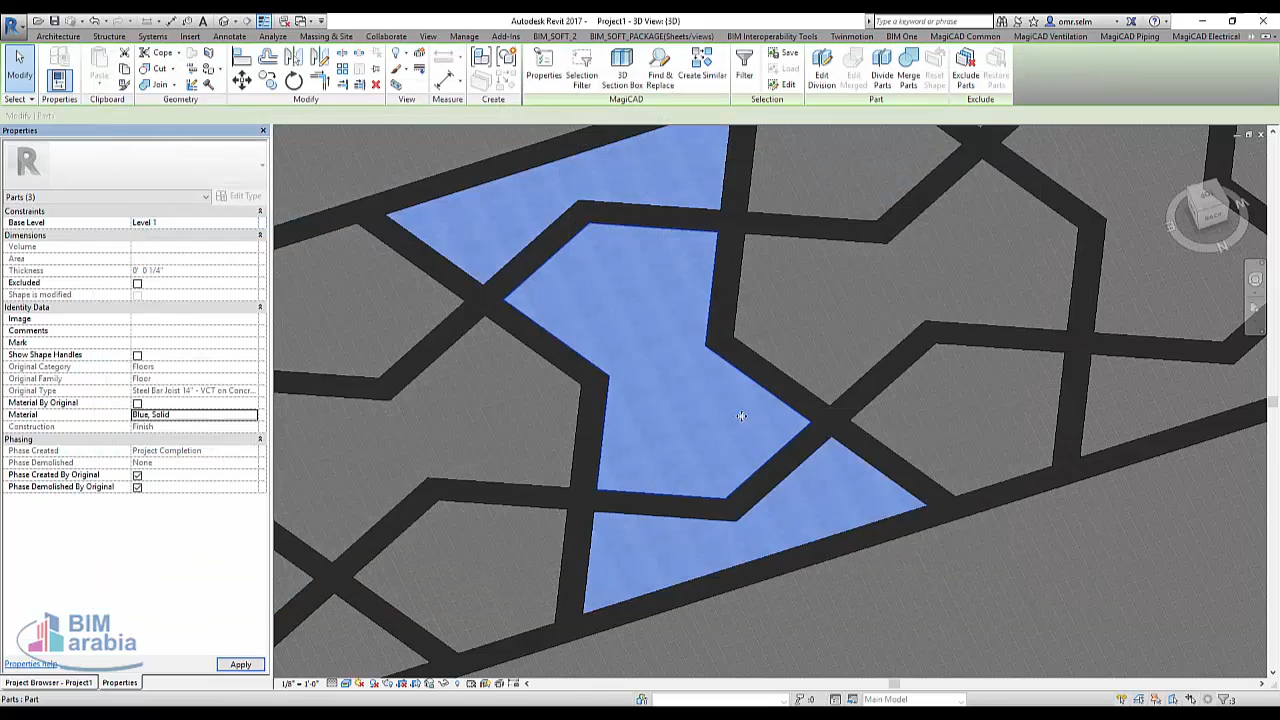 Autodesk Revit 2017 - Project1 - 3D View: {3D}
Type a keyword or phrase
omr.selm
Architecture Structure Systems Insert Annotate Analyze Massing & Site Collaborate View Manage Add-Ins BIM_SOFT_2 BIM_SOFT_PACKAGE(Sheets/views) BIM Interoperability Tools Twinmotion BIM One MagiCAD Common MagiCAD Ventilation MagiCAD Piping MagiCAD Electrical
Modify
Paste
Cope
Cut
Join
Properties
Selection Filter
3D Section Box
Find & Replace
Create Similar
Filter
Save
Load
Edit
Edit Division
Edit Merged
Divide Parts
Merge Parts
Reset Shape
Exclude Parts
Restore Parts
Select Properties Clipboard Geometry Modify View Measure Create MagiCAD Selection Part Exclude
Modify | Parts
Properties
R
Parts (3)
Edit Type
Constraints
Base Level Level 1
Dimensions
Volume
Area
Thickness 0' 0 1/4"
Excluded
Shape is modified
Identity Data
Image
Comments
Mark
Show Shape Handles
Original Category Floors
Original Family Floor
Original Type Steel Bar Joist 14" - VCT on Concr...
Material By Original
Material Blue, Solid
Construction Finish
Phasing
Phase Created Project Completion
Phase Demolished None
Phase Created By Original
Phase Demolished By Original
BIM
arabia
Properties help
Apply
Project Browser - Project1 Properties
1/8" = 1'-0"
Parts : Part
:0
Main Model
:3
BACK
N